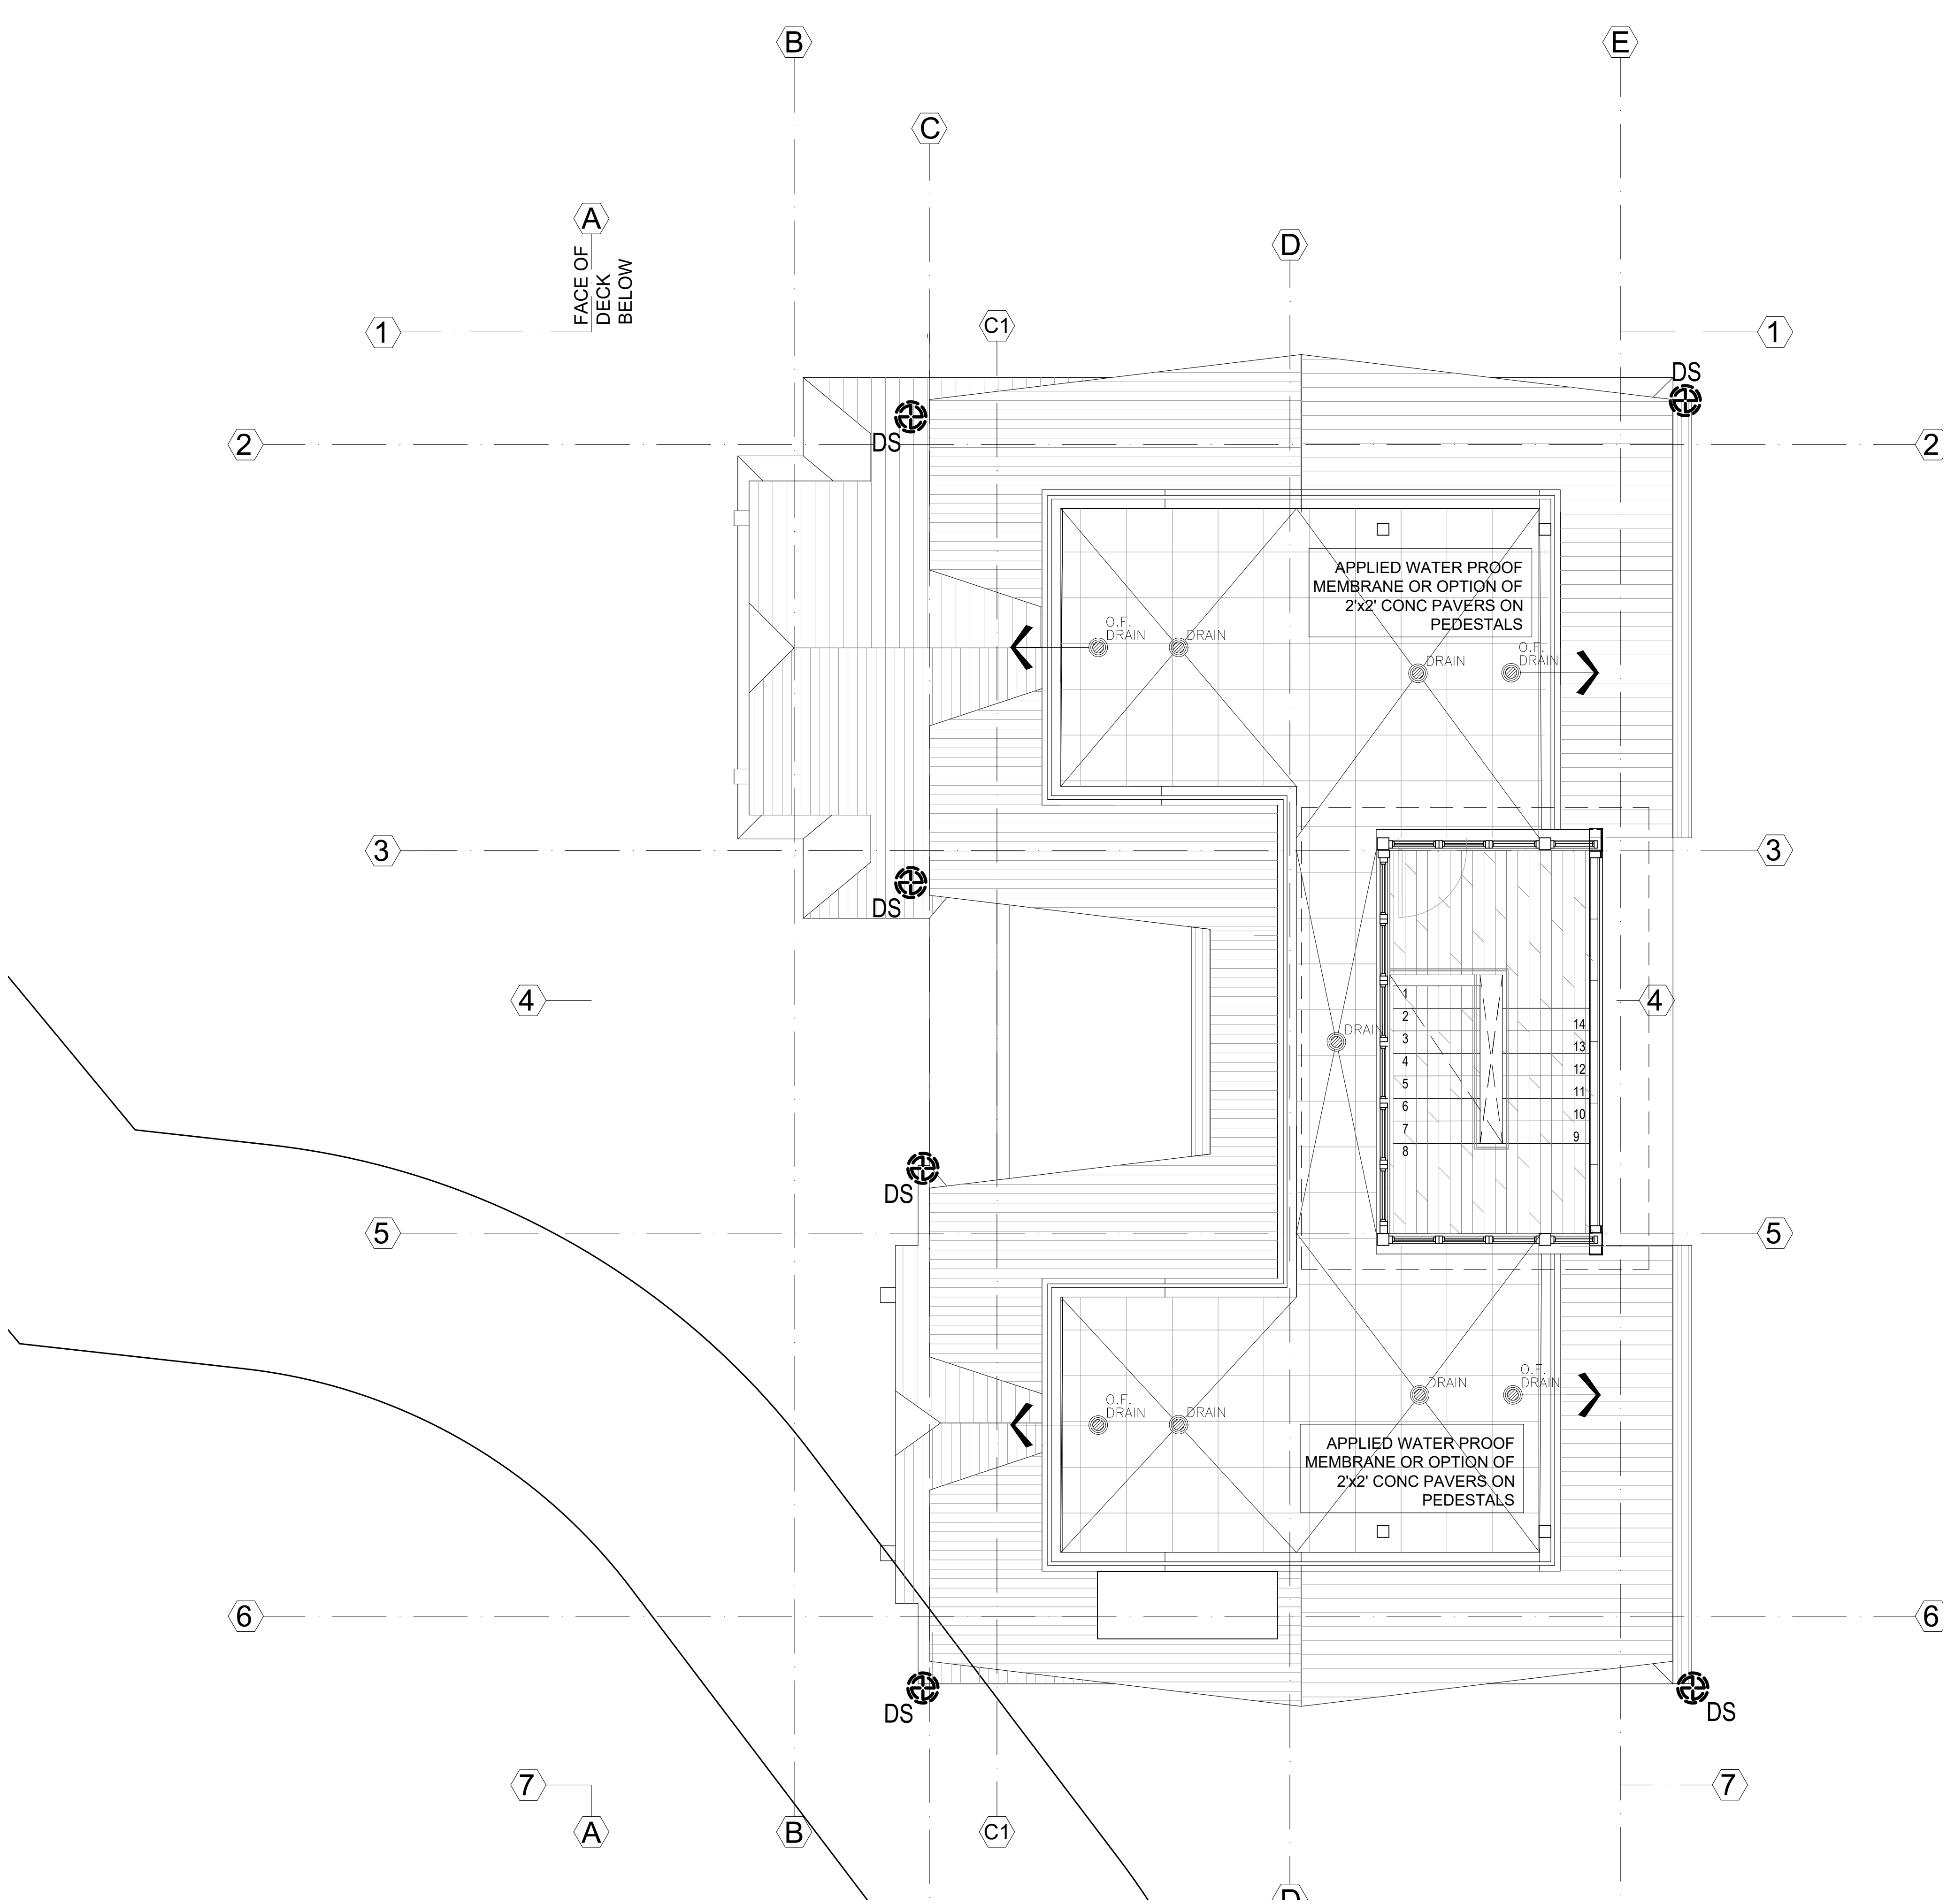 B
E
C
A
FACE OF
DECK
BELOW
D
C1
1
1
DS
2
DS
2
APPLIED WATER PROOF
MEMBRANE OR OPTION OF
2'x2' CONC PAVERS ON
PEDESTALS
O.F.
DRAIN
DRAIN
DRAIN
O.F.
DRAIN
3
3
DS
4
4
1
2
3
4
5
6
7
8
14
13
12
11
10
9
DRAIN
DS
5
5
O.F.
DRAIN
DRAIN
DRAIN
O.F.
DRAIN
APPLIED WATER PROOF
MEMBRANE OR OPTION OF
2'x2' CONC PAVERS ON
PEDESTALS
6
6
DS
DS
7
7
A
B
C1
D